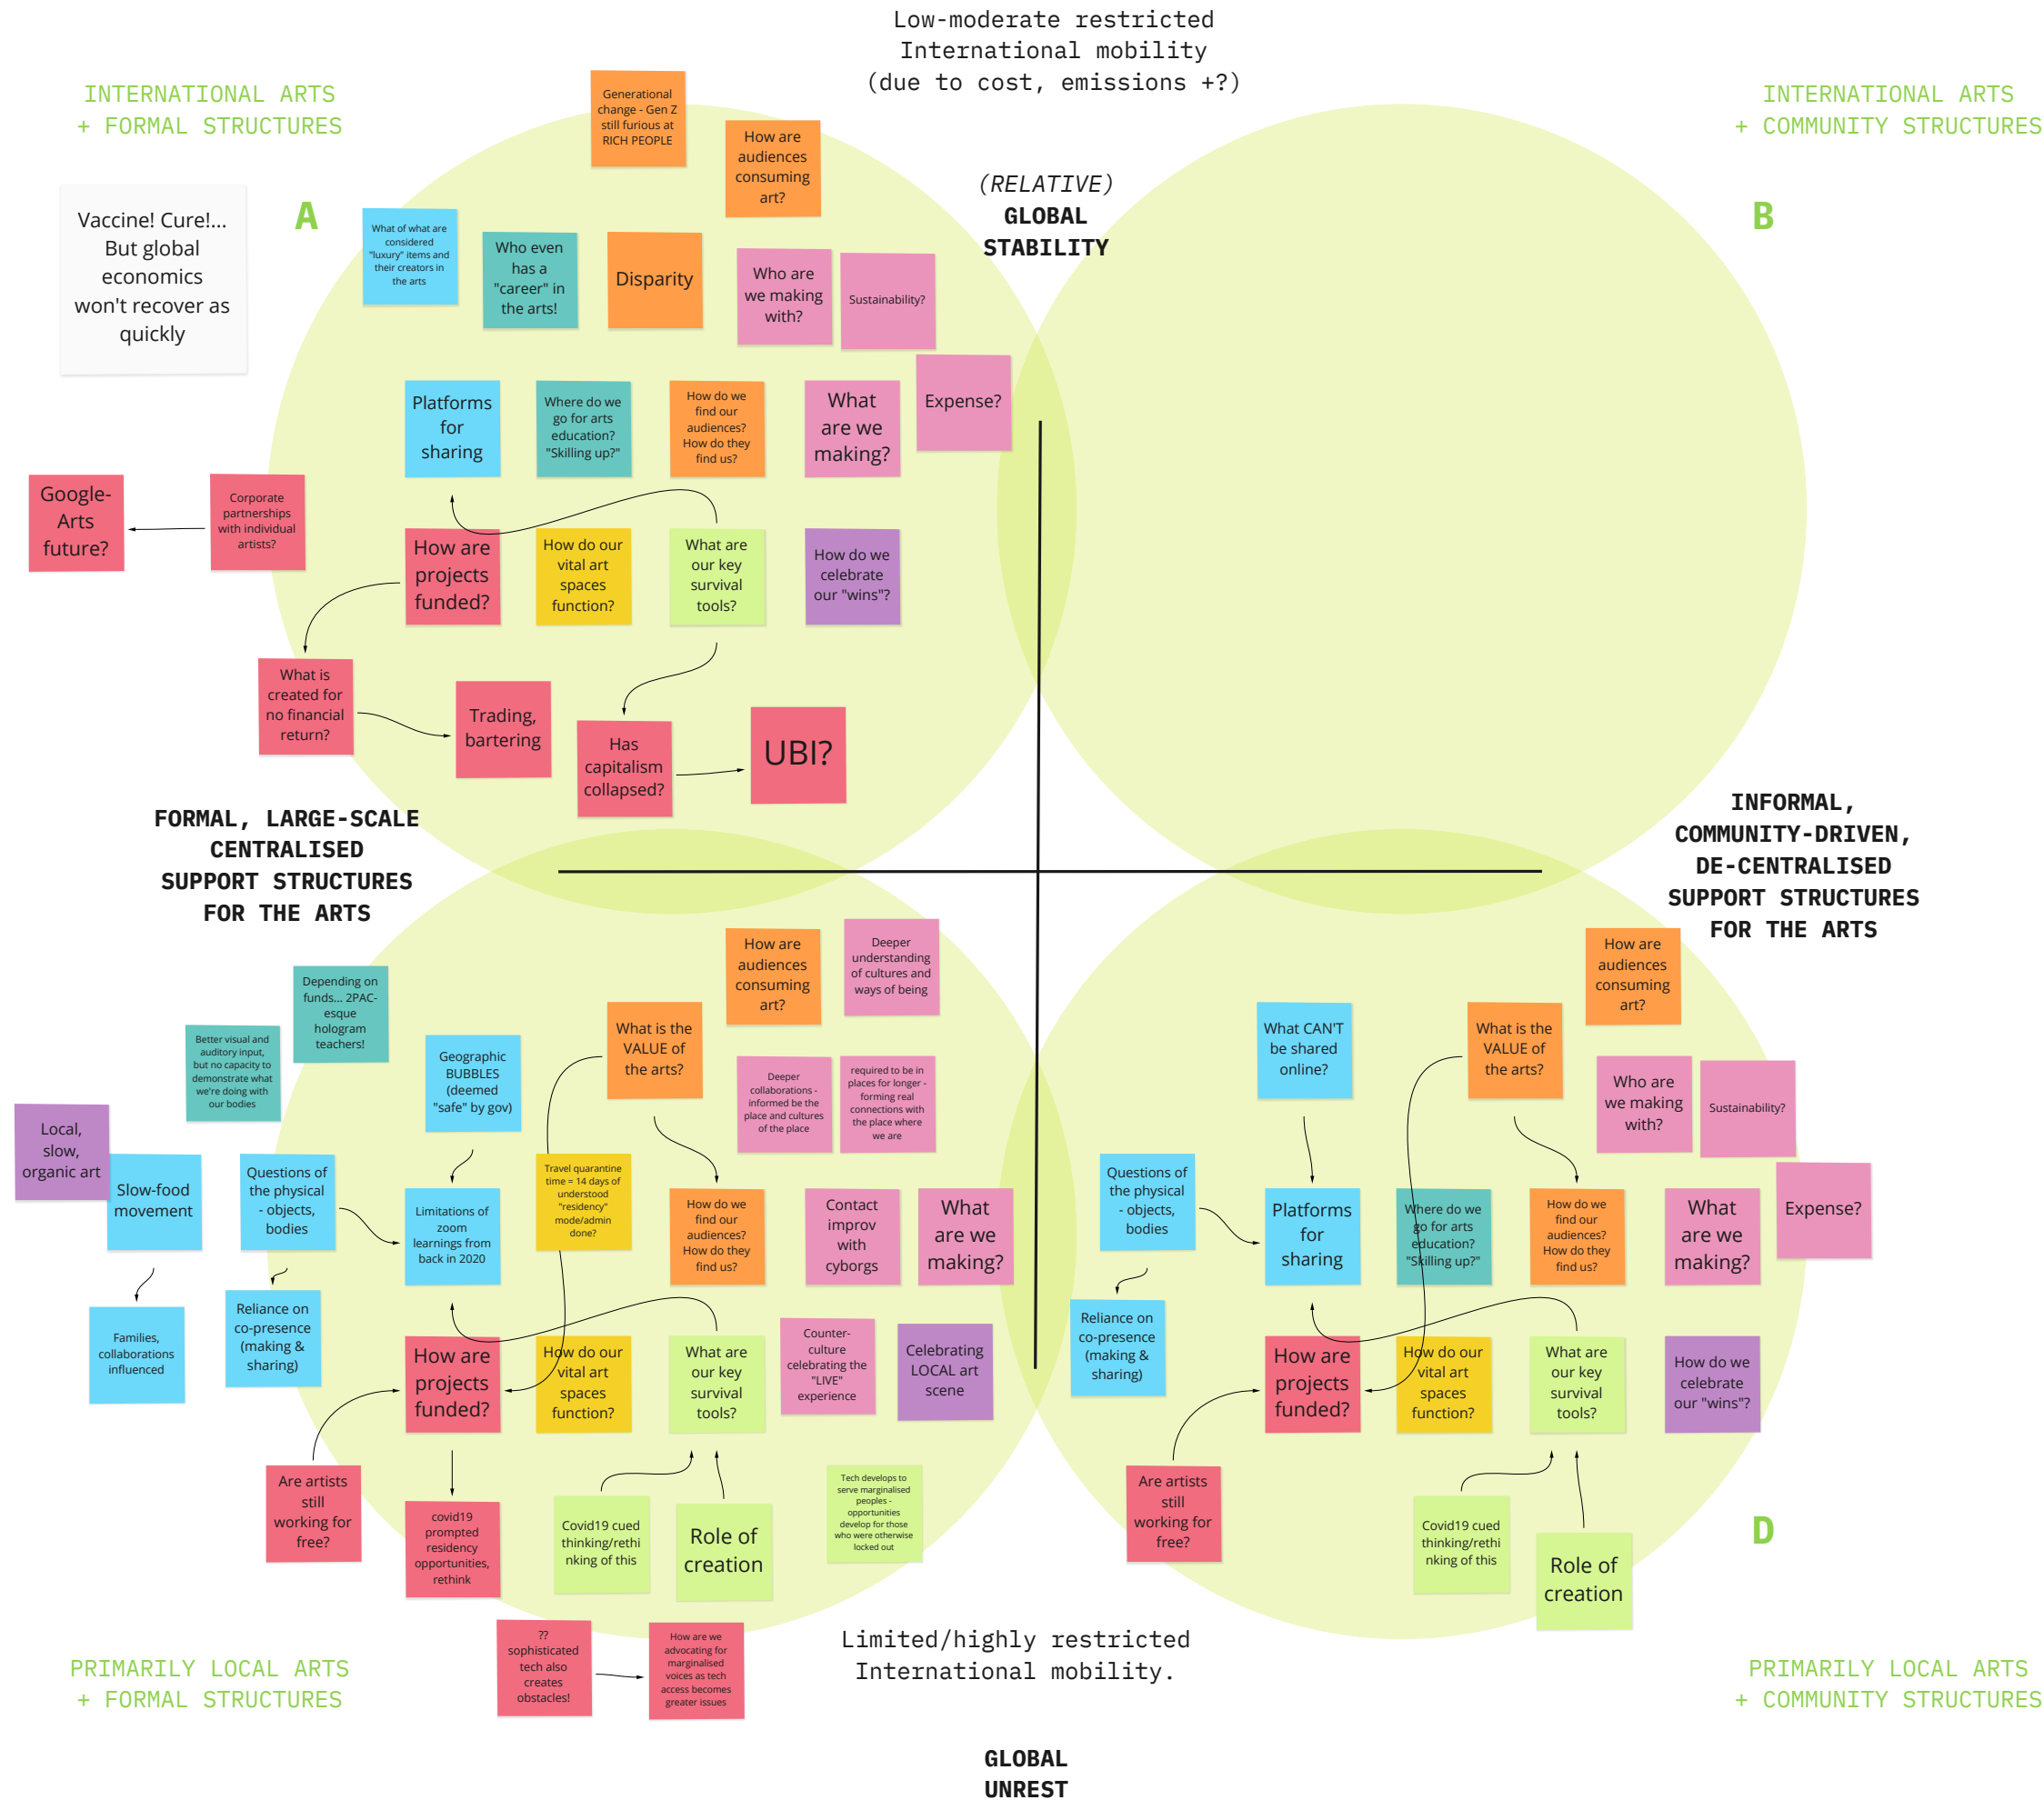 Low-moderate restricted
International mobility
(due to cost, emissions +?)
INTERNATIONAL ARTS
+ FORMAL STRUCTURES
INTERNATIONAL ARTS
+ COMMUNITY STRUCTURES
(RELATIVE)
GLOBAL
STABILITY
A
B
Vaccine! Cure!...
But global
economics
won't recover as
quickly
Generational
change - Gen Z
still furious at
RICH PEOPLE
How are
audiences
consuming
art?
What of what are
considered
"luxury" items and
their creators in
the arts
Who even
has a
"career" in
the arts!
Disparity
Who are
we making
with?
Sustainability?
Platforms
for
sharing
Where do we
go for arts
education?
"Skilling up?"
How do we
find our
audiences?
How do they
find us?
What
are we
making?
Expense?
Google-
Arts
future?
Corporate
partnerships
with individual
artists?
How are
projects
funded?
How do our
vital art
spaces
function?
What are
our key
survival
tools?
How do we
celebrate
our "wins"?
What is
created for
no financial
return?
Trading,
bartering
Has
capitalism
collapsed?
UBI?
FORMAL, LARGE-SCALE
CENTRALISED
SUPPORT STRUCTURES
FOR THE ARTS
INFORMAL,
COMMUNITY-DRIVEN,
DE-CENTRALISED
SUPPORT STRUCTURES
FOR THE ARTS
How are
audiences
consuming
art?
Deeper
understanding
of cultures and
ways of being
Depending on
funds... 2PAC-
esque
hologram
teachers!
Better visual and
auditory input,
but no capacity to
demonstrate what
we're doing with
our bodies
Geographic
BUBBLES
(deemed
"safe" by gov)
What is the
VALUE of
the arts?
Deeper
collaborations -
informed be the
place and cultures
of the place
required to be in
places for longer -
forming real
connections with
the place where
we are
Local,
slow,
organic art
Slow-food
movement
Questions of
the physical
- objects,
bodies
Limitations of
zoom
learnings from
back in 2020
Travel quarantine
time = 14 days of
understood
"residency"
mode/admin
done?
How do we
find our
audiences?
How do they
find us?
Contact
improv
with
cyborgs
What
are we
making?
Families,
collaborations
influenced
Reliance on
co-presence
(making &
sharing)
How are
projects
funded?
How do our
vital art
spaces
function?
What are
our key
survival
tools?
Counter-
culture
celebrating the
"LIVE"
experience
Celebrating
LOCAL art
scene
Are artists
still
working for
free?
covid19
prompted
residency
opportunities,
rethink
Covid19 cued
thinking/rethi
nking of this
Role of
creation
Tech develops to
serve marginalised
peoples -
opportunities
develop for those
who were otherwise
locked out
??
sophisticated
tech also
creates
obstacles!
How are we
advocating for
marginalised
voices as tech
access becomes
greater issues
How are
audiences
consuming
art?
What CAN'T
be shared
online?
What is the
VALUE of
the arts?
Who are
we making
with?
Sustainability?
Questions of
the physical
- objects,
bodies
Platforms
for
sharing
Where do we
go for arts
education?
"Skilling up?"
How do we
find our
audiences?
How do they
find us?
What
are we
making?
Expense?
Reliance on
co-presence
(making &
sharing)
How are
projects
funded?
How do our
vital art
spaces
function?
What are
our key
survival
tools?
How do we
celebrate
our "wins"?
Are artists
still
working for
free?
Covid19 cued
thinking/rethi
nking of this
Role of
creation
D
PRIMARILY LOCAL ARTS
+ FORMAL STRUCTURES
Limited/highly restricted
International mobility.
PRIMARILY LOCAL ARTS
+ COMMUNITY STRUCTURES
GLOBAL
UNREST